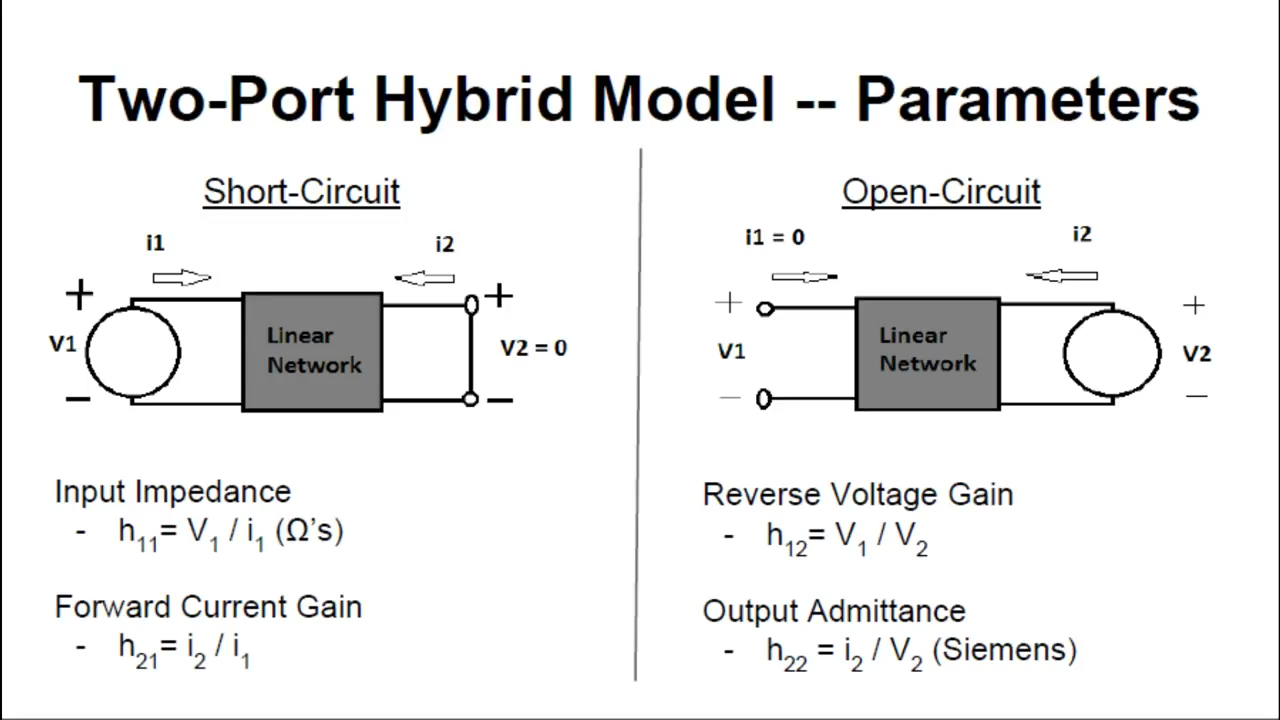 Two-Port Hybrid Model -- Parameters
Short-Circuit
i1
i2
+
+
V1
Linear
Network
V2 = 0
−
−
Input Impedance
- h₁₁= V₁ / i₁ (Ω’s)
Forward Current Gain
- h₂₁= i₂ / i₁
Open-Circuit
i1 = 0
i2
+
+
V1
Linear
Network
V2
−
−
Reverse Voltage Gain
- h₁₂= V₁ / V₂
Output Admittance
- h₂₂ = i₂ / V₂ (Siemens)